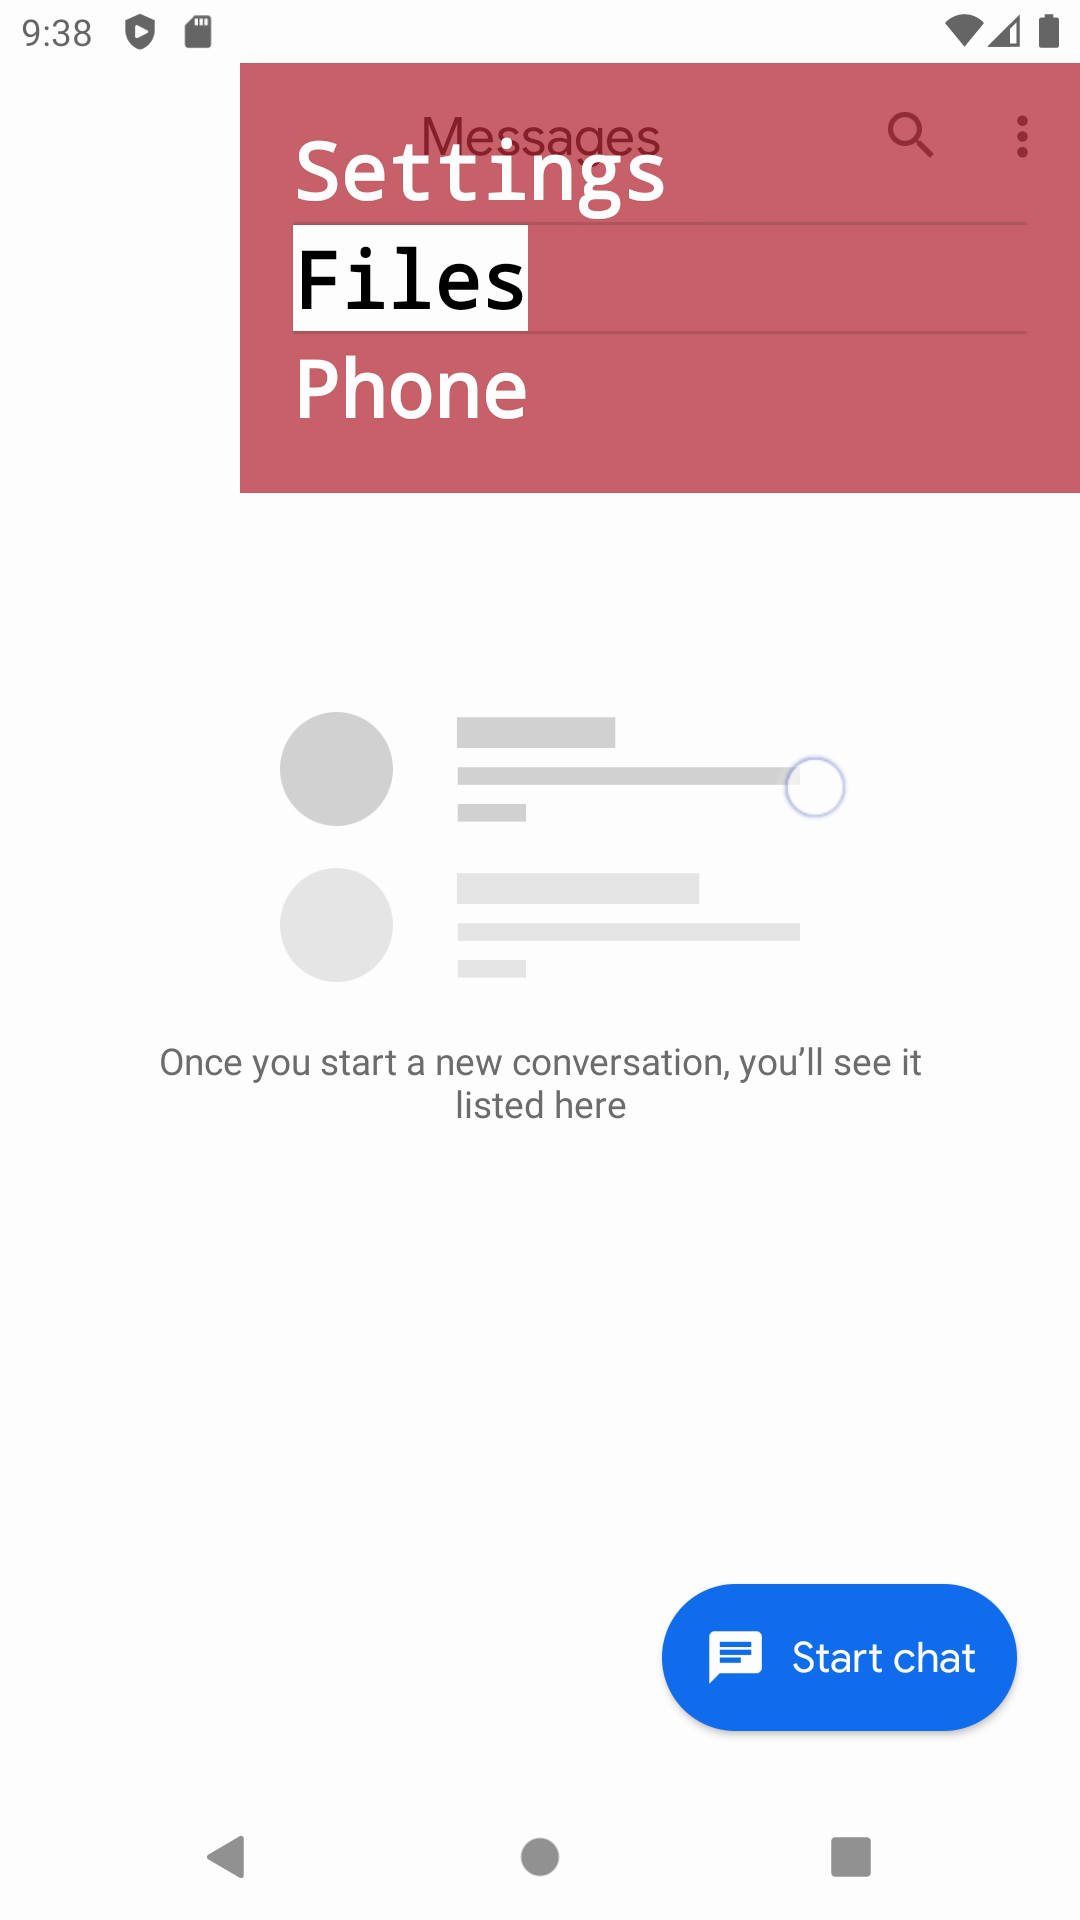 9:38
Messages
Settings
Files
Phone
Once you start a new conversation, you’ll see it
listed here
Start chat